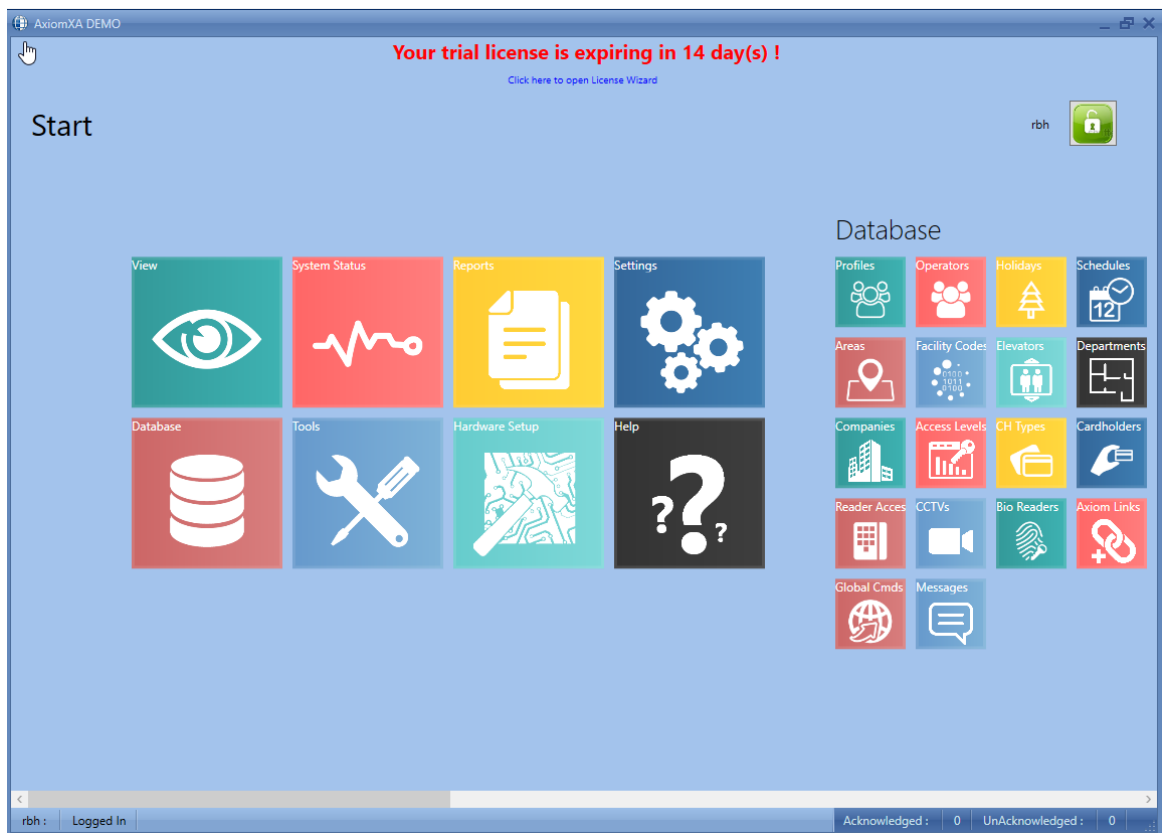 AxiomXA DEMO
Your trial license is expiring in 14 day(s) !
Click here to open License Wizard
Start
rbh
Database
View
System Status
Reports
Settings
Database
Tools
Hardware Setup
Help
Profiles
Operators
Holidays
Schedules
12
Areas
Facility Codes
0100
1011
0100
Elevators
Departments
Companies
Access Levels
CH Types
Cardholders
Reader Acces
CCTVs
Bio Readers
Axiom Links
Global Cmds
Messages
rbh : Logged In Acknowledged : 0 UnAcknowledged : 0